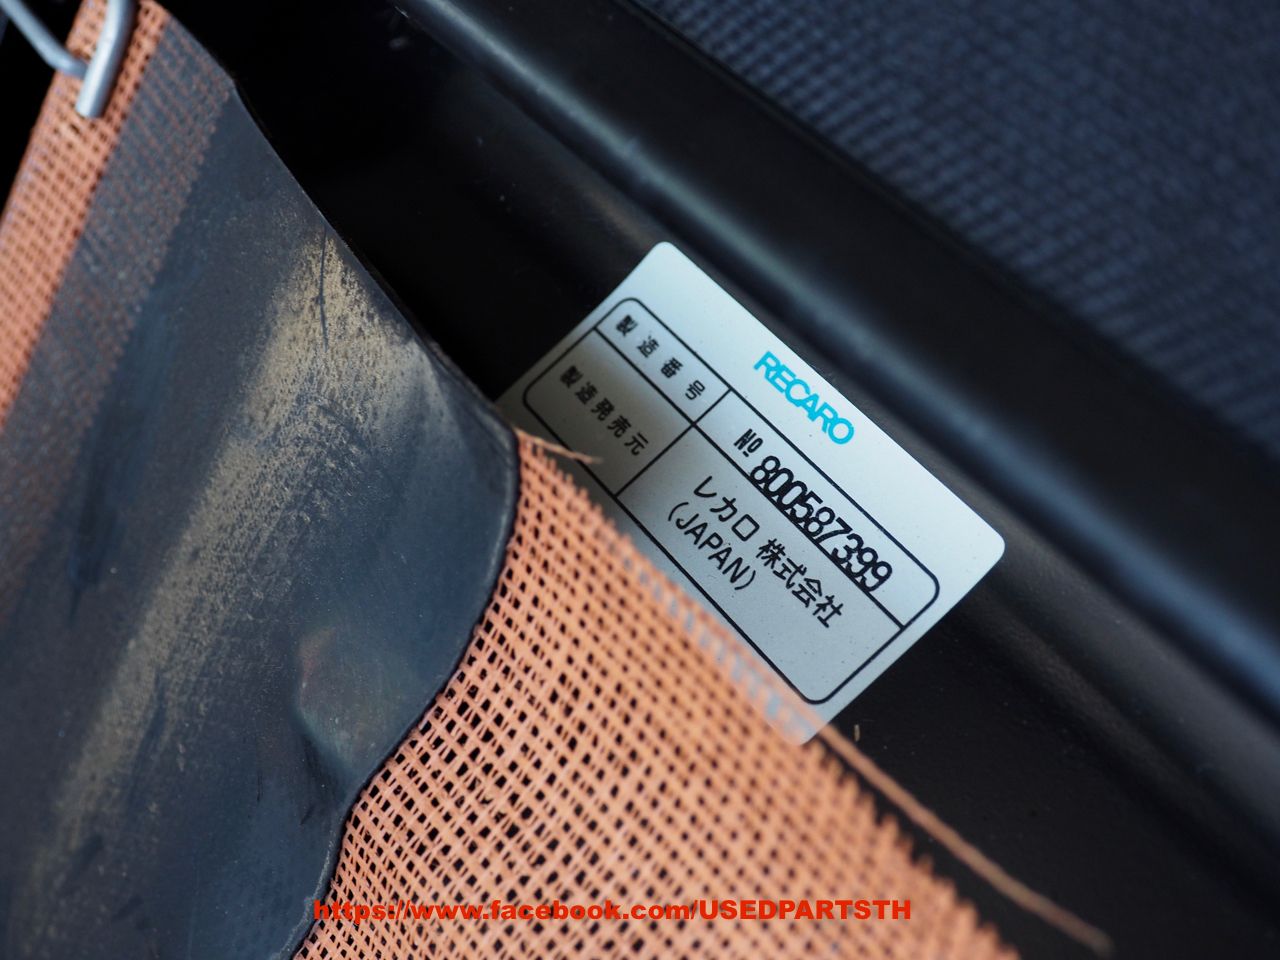 RECARO
製造番号 № 800587399
製造発売元 レカロ 株式会社
(JAPAN)
https://www.facebook.com/USEDPARTSTH